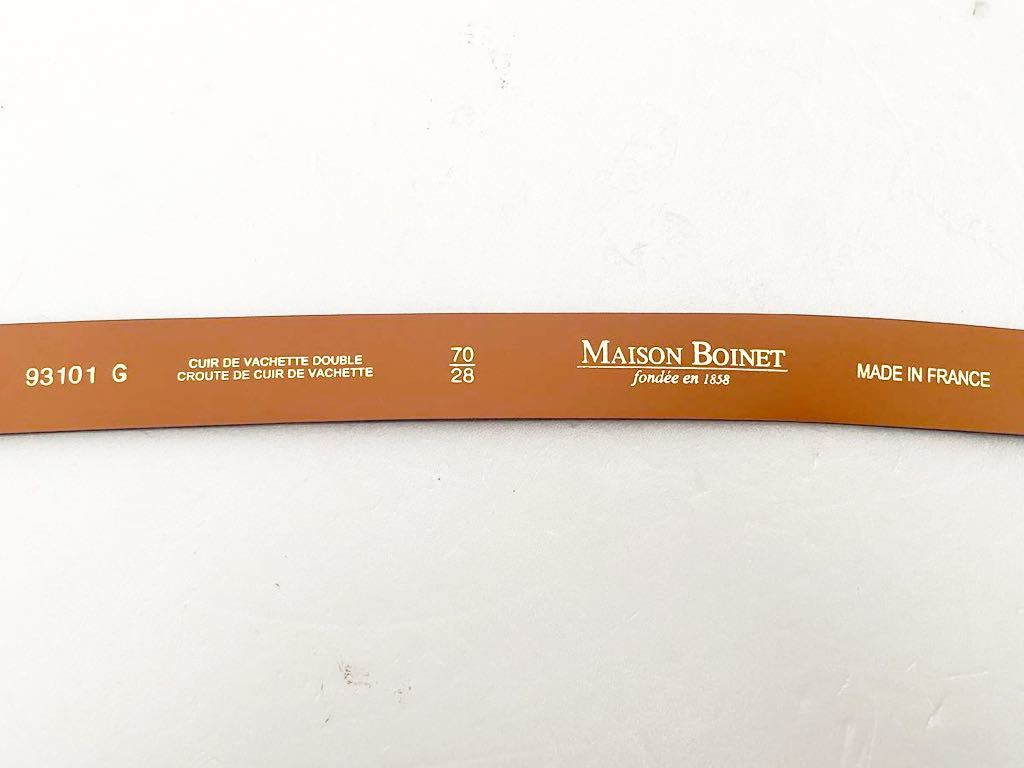 93101 G
CUIR DE VACHETTE DOUBLE
CROUTE DE CUIR DE VACHETTE
70
28
MAISON BOINET
fondée en 1858
MADE IN FRANCE